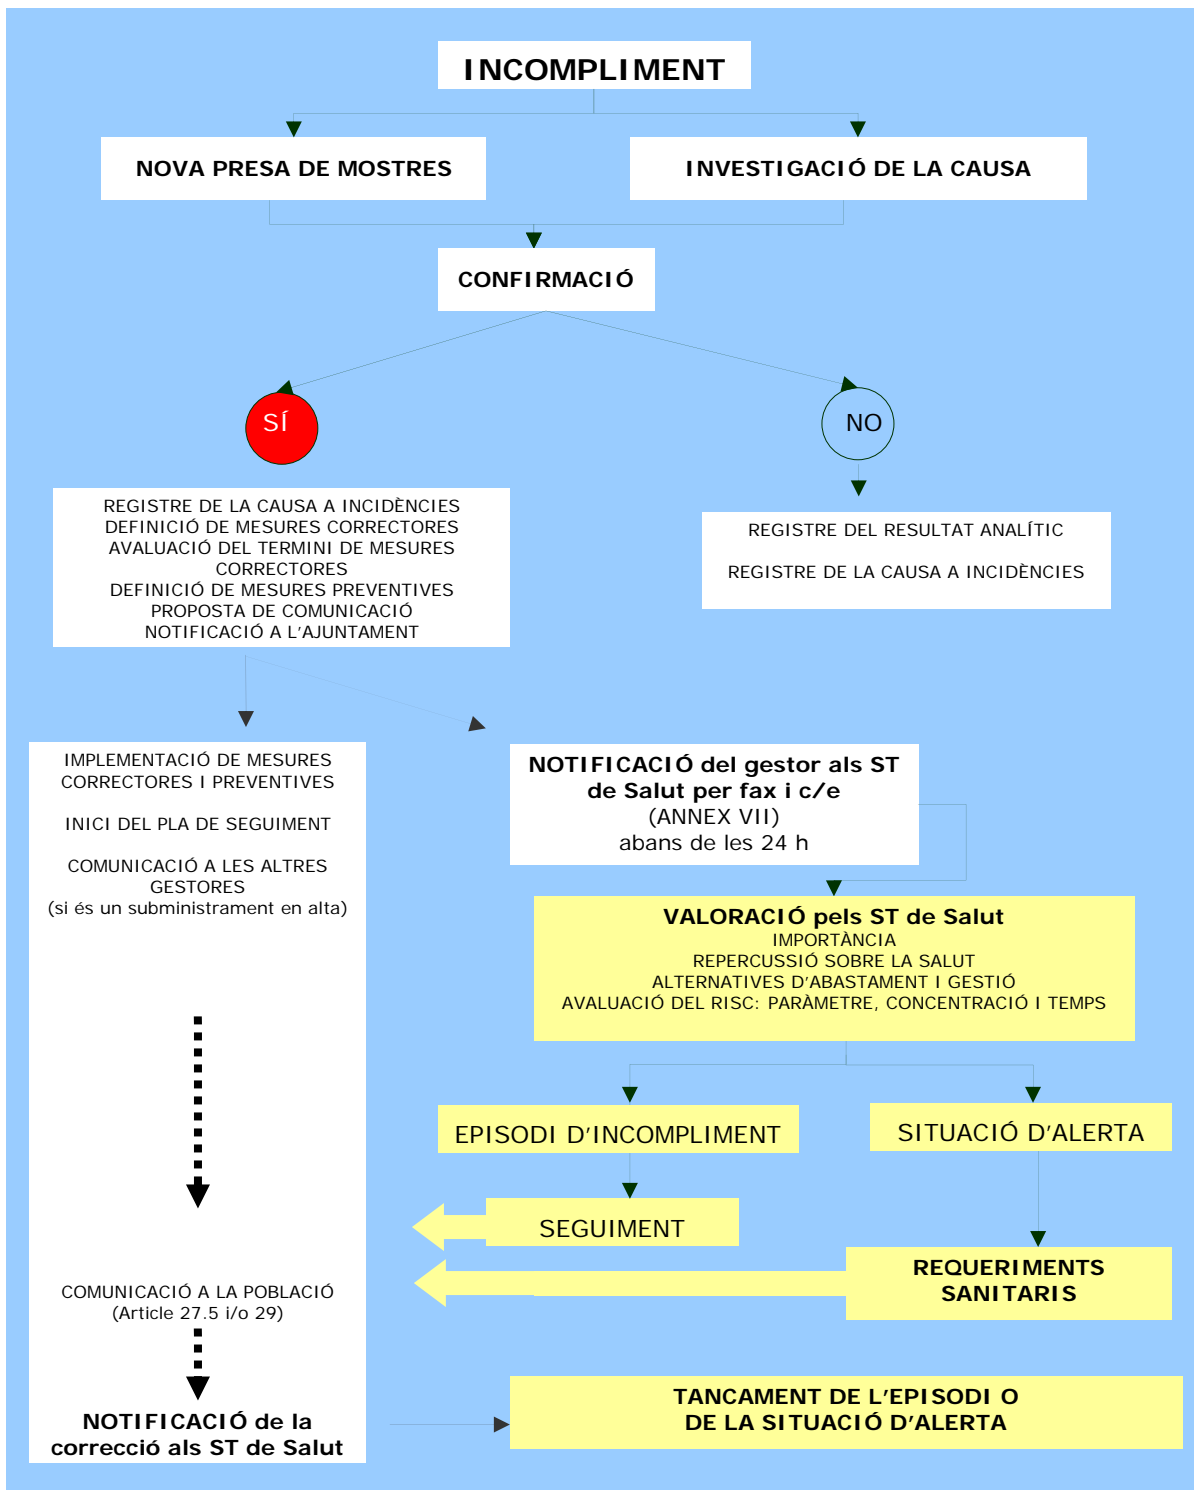 INCOMPLIMENT
NOVA PRESA DE MOSTRES
INVESTIGACIÓ DE LA CAUSA
CONFIRMACIÓ
SÍ
NO
REGISTRE DE LA CAUSA A INCIDÈNCIES
DEFINICIÓ DE MESURES CORRECTORES
AVALUACIÓ DEL TERMINI DE MESURES
CORRECTORES
DEFINICIÓ DE MESURES PREVENTIVES
PROPOSTA DE COMUNICACIÓ
NOTIFICACIÓ A L'AJUNTAMENT
REGISTRE DEL RESULTAT ANALÍTIC
REGISTRE DE LA CAUSA A INCIDÈNCIES
IMPLEMENTACIÓ DE MESURES
CORRECTORES I PREVENTIVES
INICI DEL PLA DE SEGUIMENT
COMUNICACIÓ A LES ALTRES
GESTORES
(si és un subministrament en alta)
NOTIFICACIÓ del gestor als ST
de Salut per fax i c/e
(ANNEX VII)
abans de les 24 h
VALORACIÓ pels ST de Salut
IMPORTÀNCIA
REPERCUSSIÓ SOBRE LA SALUT
ALTERNATIVES D'ABASTAMENT I GESTIÓ
AVALUACIÓ DEL RISC: PARÀMETRE, CONCENTRACIÓ I TEMPS
EPISODI D'INCOMPLIMENT
SITUACIÓ D'ALERTA
SEGUIMENT
REQUERIMENTS
SANITARIS
COMUNICACIÓ A LA POBLACIÓ
(Article 27.5 i/o 29)
NOTIFICACIÓ de la
correcció als ST de Salut
TANCAMENT DE L'EPISODI O
DE LA SITUACIÓ D'ALERTA